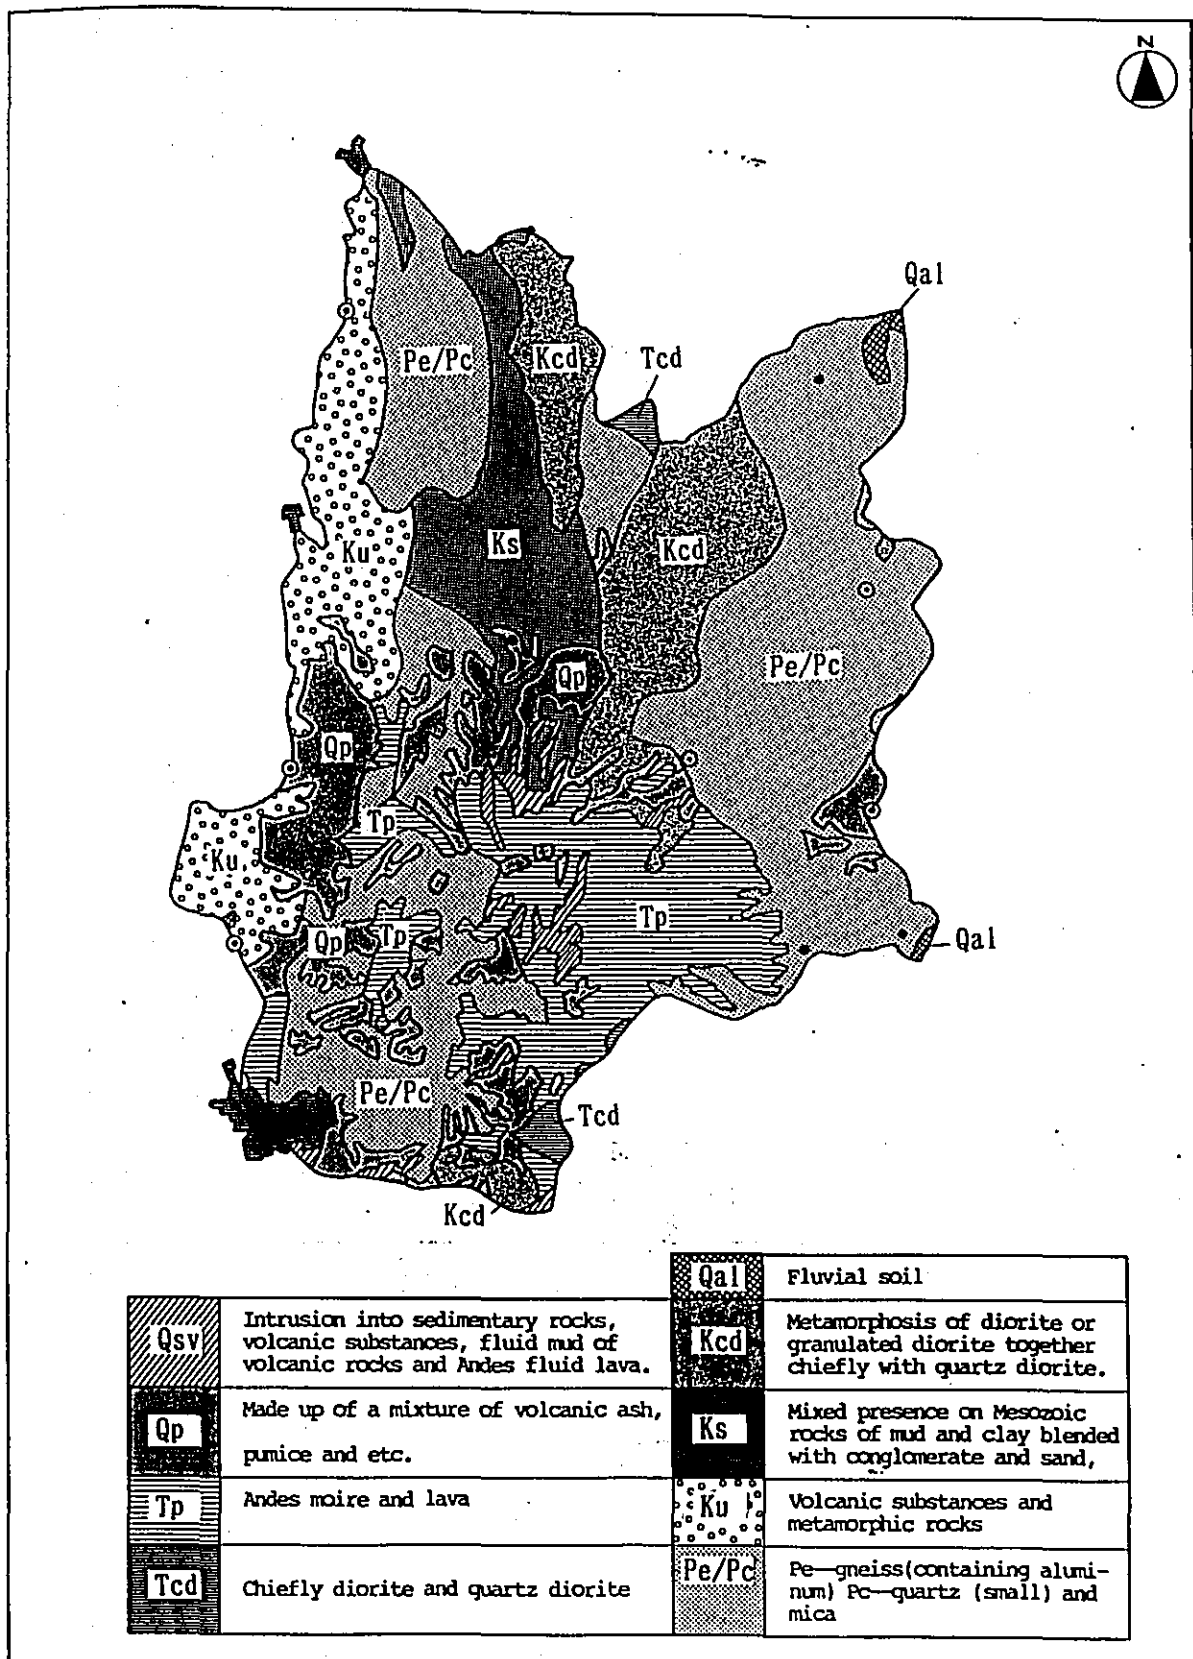 N
Qal
Pe/Pc
Kcd
Tcd
Ks
Kcd
Ku
Pe/Pc
Qp
Qp
Tp
Ku
Tp
Qp
Tp
Qal
Pe/Pc
Tcd
Kcd
Qsv
Intrusion into sedimentary rocks,
volcanic substances, fluid mud of
volcanic rocks and Andes fluid lava.
Qp
Made up of a mixture of volcanic ash,
pumice and etc.
Tp
Andes moire and lava
Tcd
Chiefly diorite and quartz diorite
Qal
Fluvial soil
Kcd
Metamorphosis of diorite or
granulated diorite together
chiefly with quartz diorite.
Ks
Mixed presence on Mesozoic
rocks of mud and clay blended
with conglomerate and sand,
Ku
Volcanic substances and
metamorphic rocks
Pe/Pc
Pe—gneiss(containing alumi-
num) Pc—quartz (small) and
mica